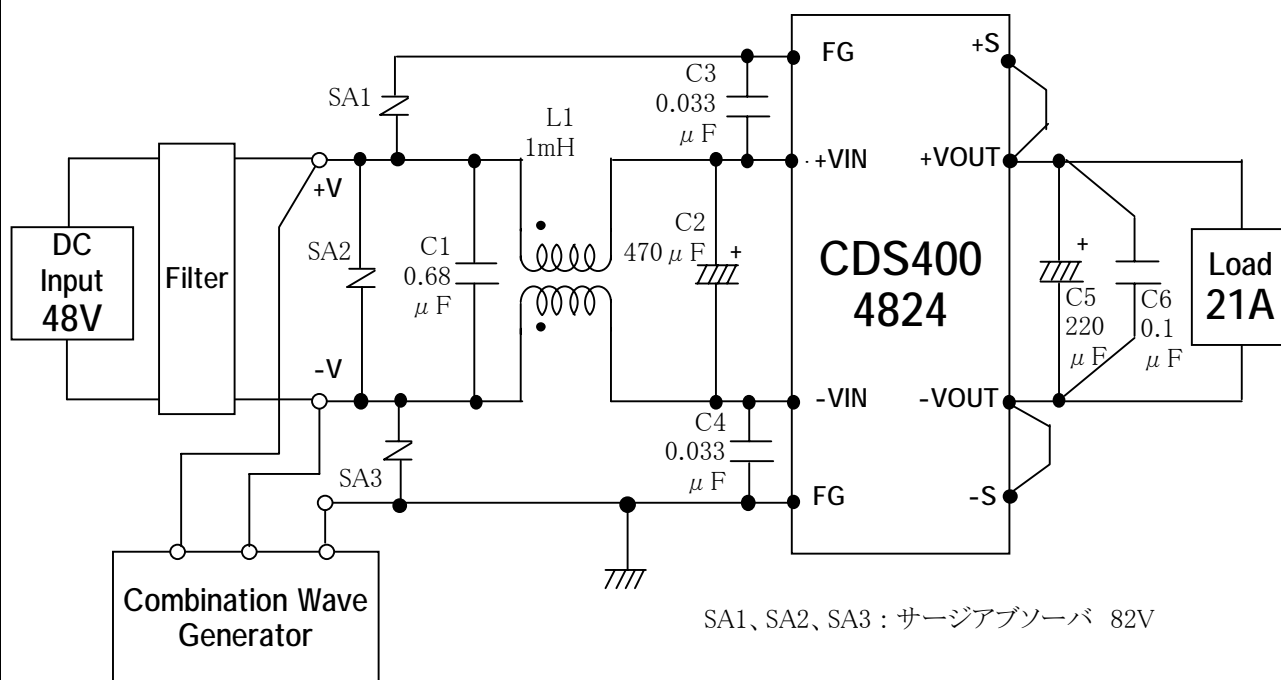 FG
+S
C3
0.033
μF
SA1
L1
1mH
+VIN
+VOUT
+V
DC
Input
48V
Filter
SA2
C1
0.68
μF
C2
470μF
+
CDS400
4824
+
C5
220
μF
C6
0.1
μF
Load
21A
-V
-VIN
-VOUT
C4
0.033
μF
SA3
FG
-S
Combination Wave
Generator
SA1、SA2、SA3：サージアブソーバ 82V